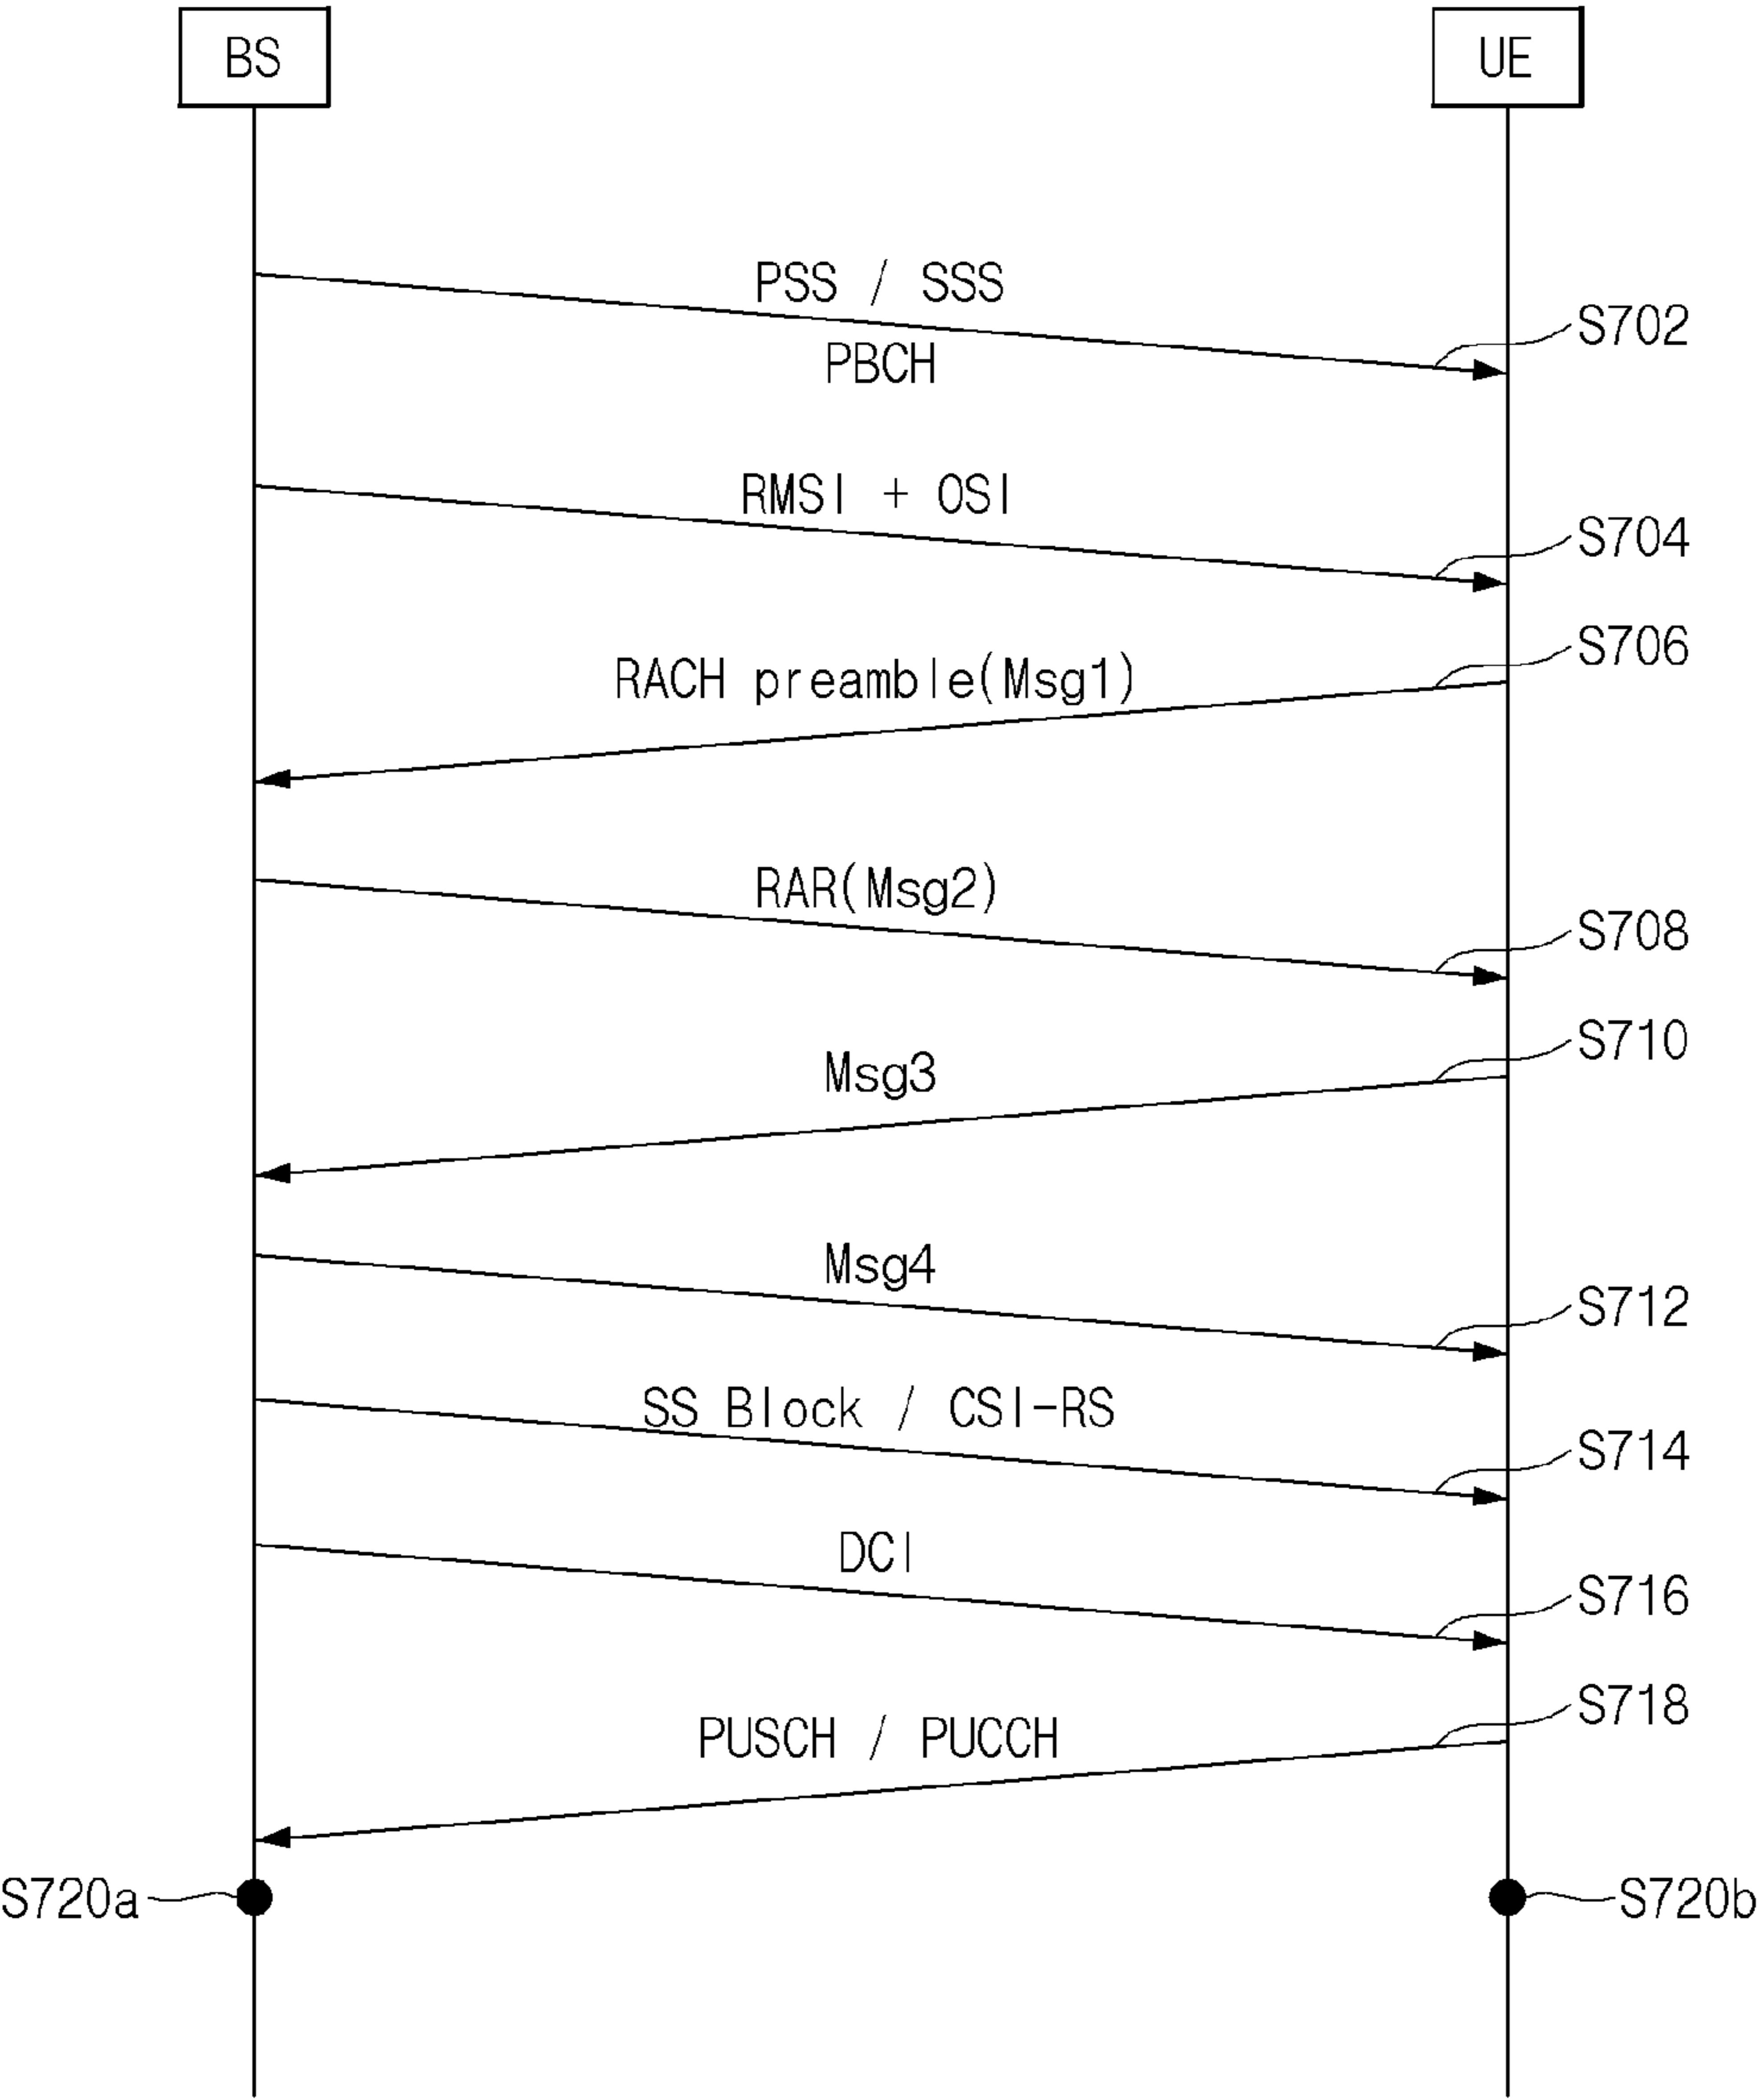 BS
UE
PSS / SSS
S702
PBCH
RMSI + OSI
S704
S706
RACH preamble(Msg1)
RAR(Msg2)
S708
S710
Msg3
Msg4
S712
SS Block / CSI-RS
S714
DCI
S716
S718
PUSCH / PUCCH
S720a
S720b